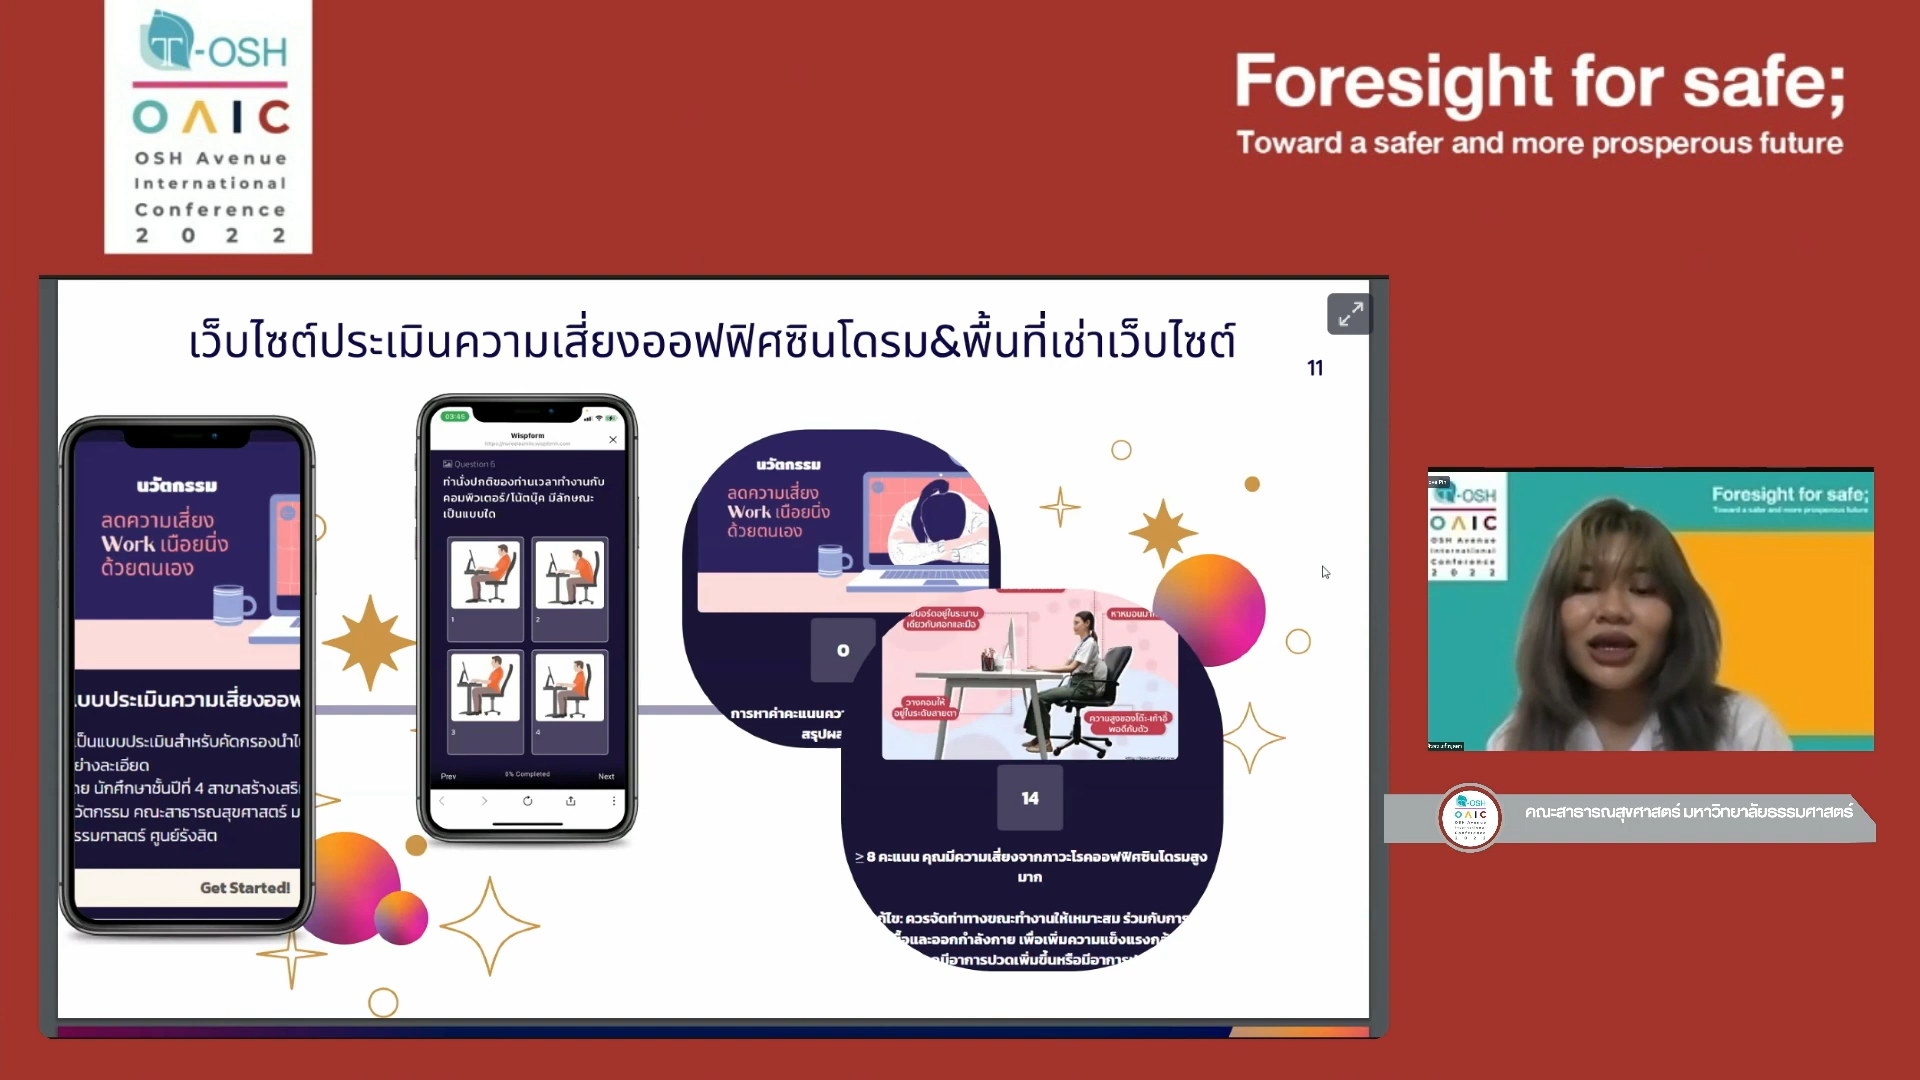 T-OSH
OAIC
OSH Avenue
International
Conference
2 0 2 2
Foresight for safe;
Toward a safer and more prosperous future
เว็บไซต์ประเมินความเสี่ยงออฟฟิศซินโดรม&พื้นที่เช่าเว็บไซต์
11
นวัตกรรม
ลดความเสี่ยง
Work เนือยนิ่ง
ด้วยตนเอง
แบบประเมินความเสี่ยงออฟ
เป็นแบบประเมินสำหรับคัดกรองนำไ
ย่างละเอียด
ดย นักศึกษาชั้นปีที่ 4 สาขาสร้างเสริ
วัตกรรม คณะสาธารณสุขศาสตร์ ม
ธรรมศาสตร์ ศูนย์รังสิต
Get Started!
03:45
Wispform
Question 6
ท่านั่งปกติของท่านเวลาทำงานกับ
คอมพิวเตอร์/โน้ตบุ๊ค มีลักษณะ
เป็นแบบใด
1
2
3
4
Prev
0% Completed
Next
นวัตกรรม
ลดความเสี่ยง
Work เนือยนิ่ง
ด้วยตนเอง
0
การหาค่าคะแนนคว
สรุปผล
ย์บอร์ดอยู่ในระนาบ
เดียวกับศอกและมือ
หาหมอนมา
วางคอมให้
อยู่ในระดับสายตา
ความสูงของโต๊ะ-เก้าอี้
พอดีกับตัว
14
≥ 8 คะแนน คุณมีความเสี่ยงจากภาวะโรคออฟฟิศซินโดรมสูง
มาก
ก้ไข: ควรจัดท่าทางขณะทำงานให้เหมาะสม ร่วมกับการ
ื้อและออกกำลังกาย เพื่อเพิ่มความแข็งแรงกล้
มีอาการปวดเพิ่มขึ้นหรือมีอาการ
T-OSH
OAIC
OSH Avenue
International
Conference
2 0 2 2
Foresight for safe;
Toward a safer and more prosperous future
T-OSH
OAIC
คณะสาธารณสุขศาสตร์ มหาวิทยาลัยธรรมศาสตร์